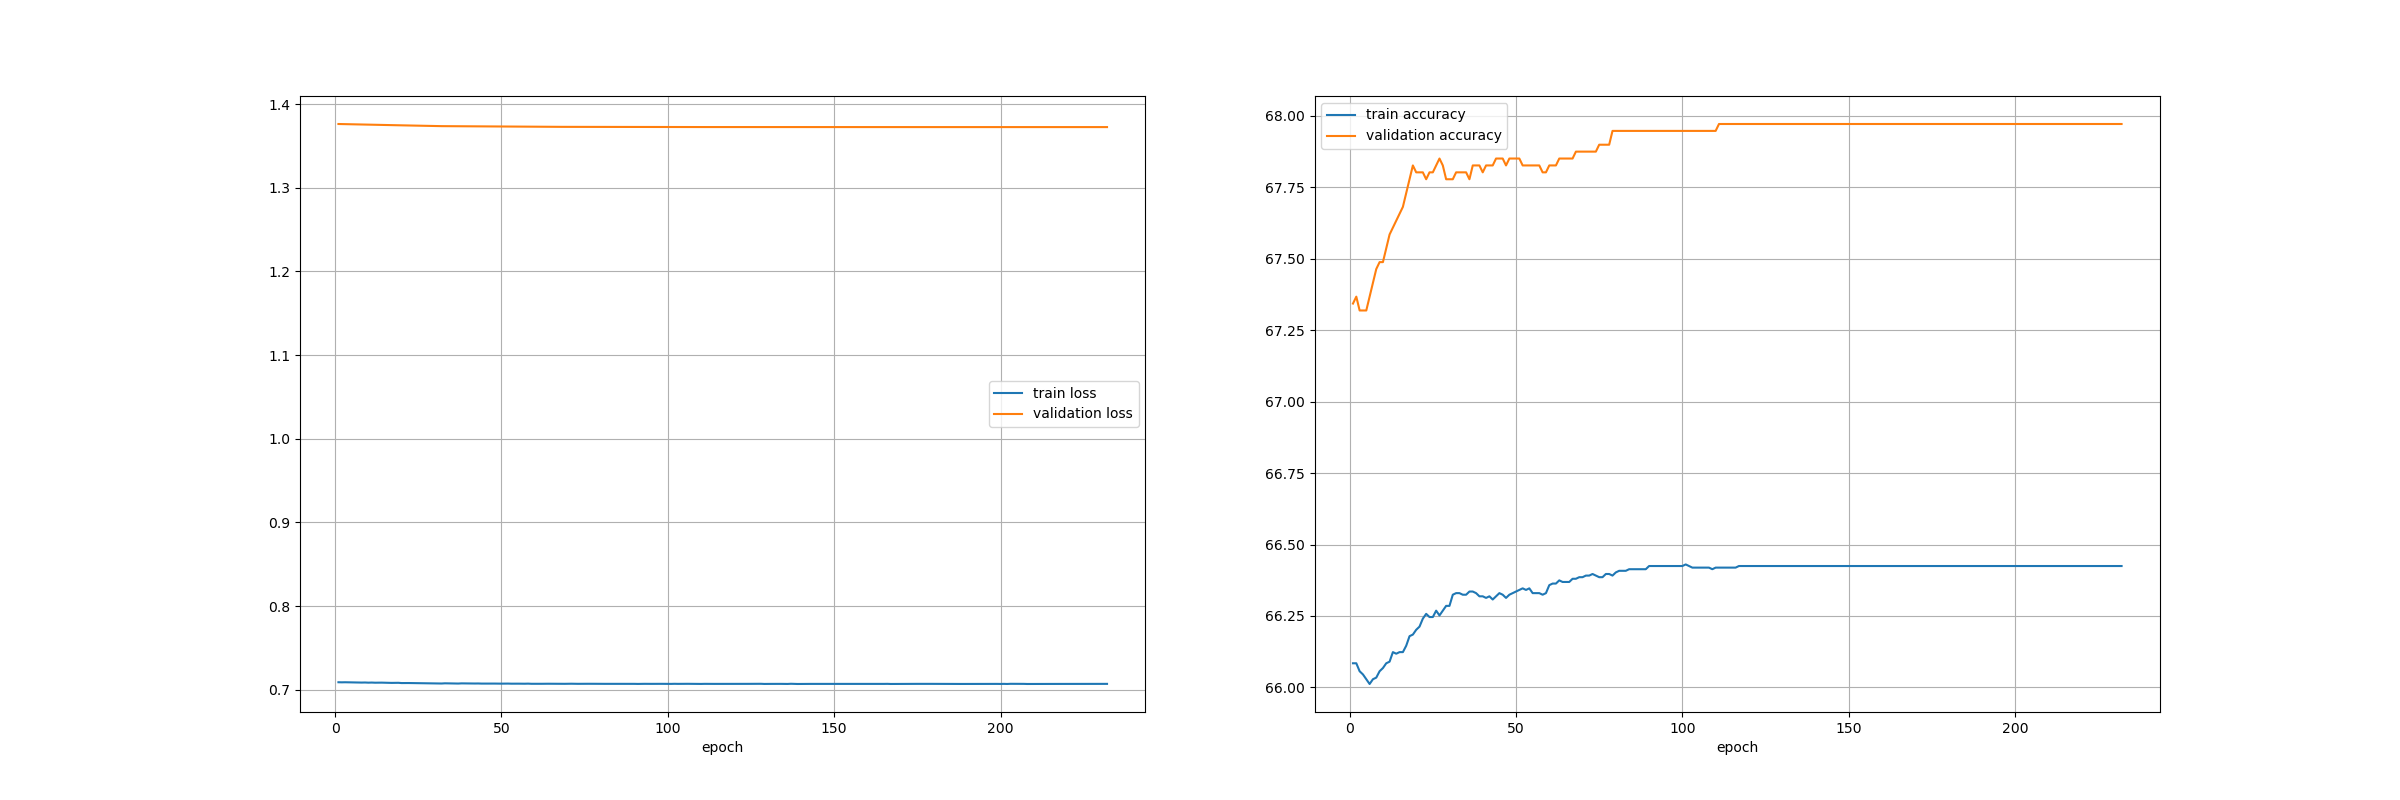 1.4
1.3
1.2
1.1
1.0
0.9
0.8
0.7
0 50 100 150 200
epoch
train loss
validation loss
68.00
67.75
67.50
67.25
67.00
66.75
66.50
66.25
66.00
0 50 100 150 200
epoch
train accuracy
validation accuracy